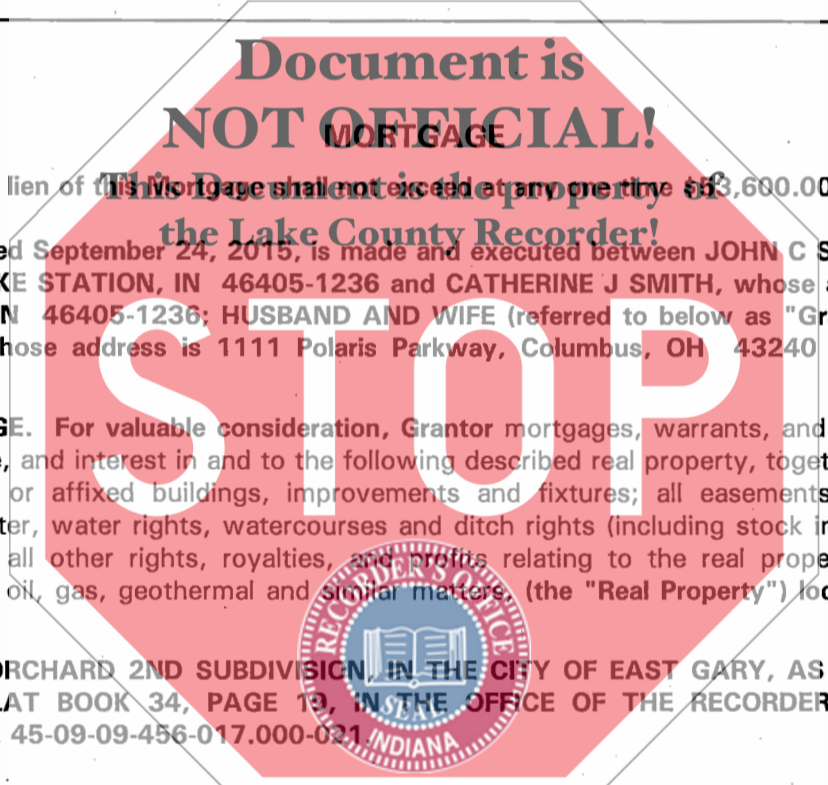 Document is
NOT OFFICIAL!
MORTGAGE
This Document is the property of
the Lake County Recorder!
lien of this Mortgage shall not exceed at any one time $53,600.00
ed September 24, 2015, is made and executed between JOHN C S
KE STATION, IN 46405-1236 and CATHERINE J SMITH, whose a
N 46405-1236; HUSBAND AND WIFE (referred to below as "Gr
hose address is 1111 Polaris Parkway, Columbus, OH 43240
STOP
GE. For valuable consideration, Grantor mortgages, warrants, and
, and interest in and to the following described real property, toget
or affixed buildings, improvements and fixtures; all easements
ter, water rights, watercourses and ditch rights (including stock in
all other rights, royalties, and profits relating to the real prope
oil, gas, geothermal and similar matters, (the "Real Property") loc
RECORDER'S OFFICE
SEAL
INDIANA
ORCHARD 2ND SUBDIVISION, IN THE CITY OF EAST GARY, AS
LAT BOOK 34, PAGE IN THE OFFICE OF THE RECORDER
45-09-09-456-017.000-021